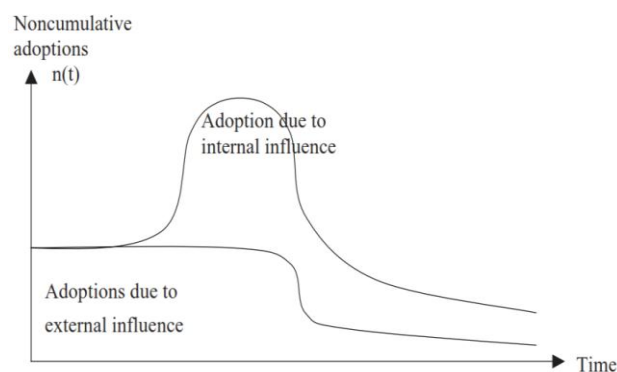 Noncumulative
adoptions
n(t)
Adoption due to
internal influence
Adoptions due to
external influence
Time